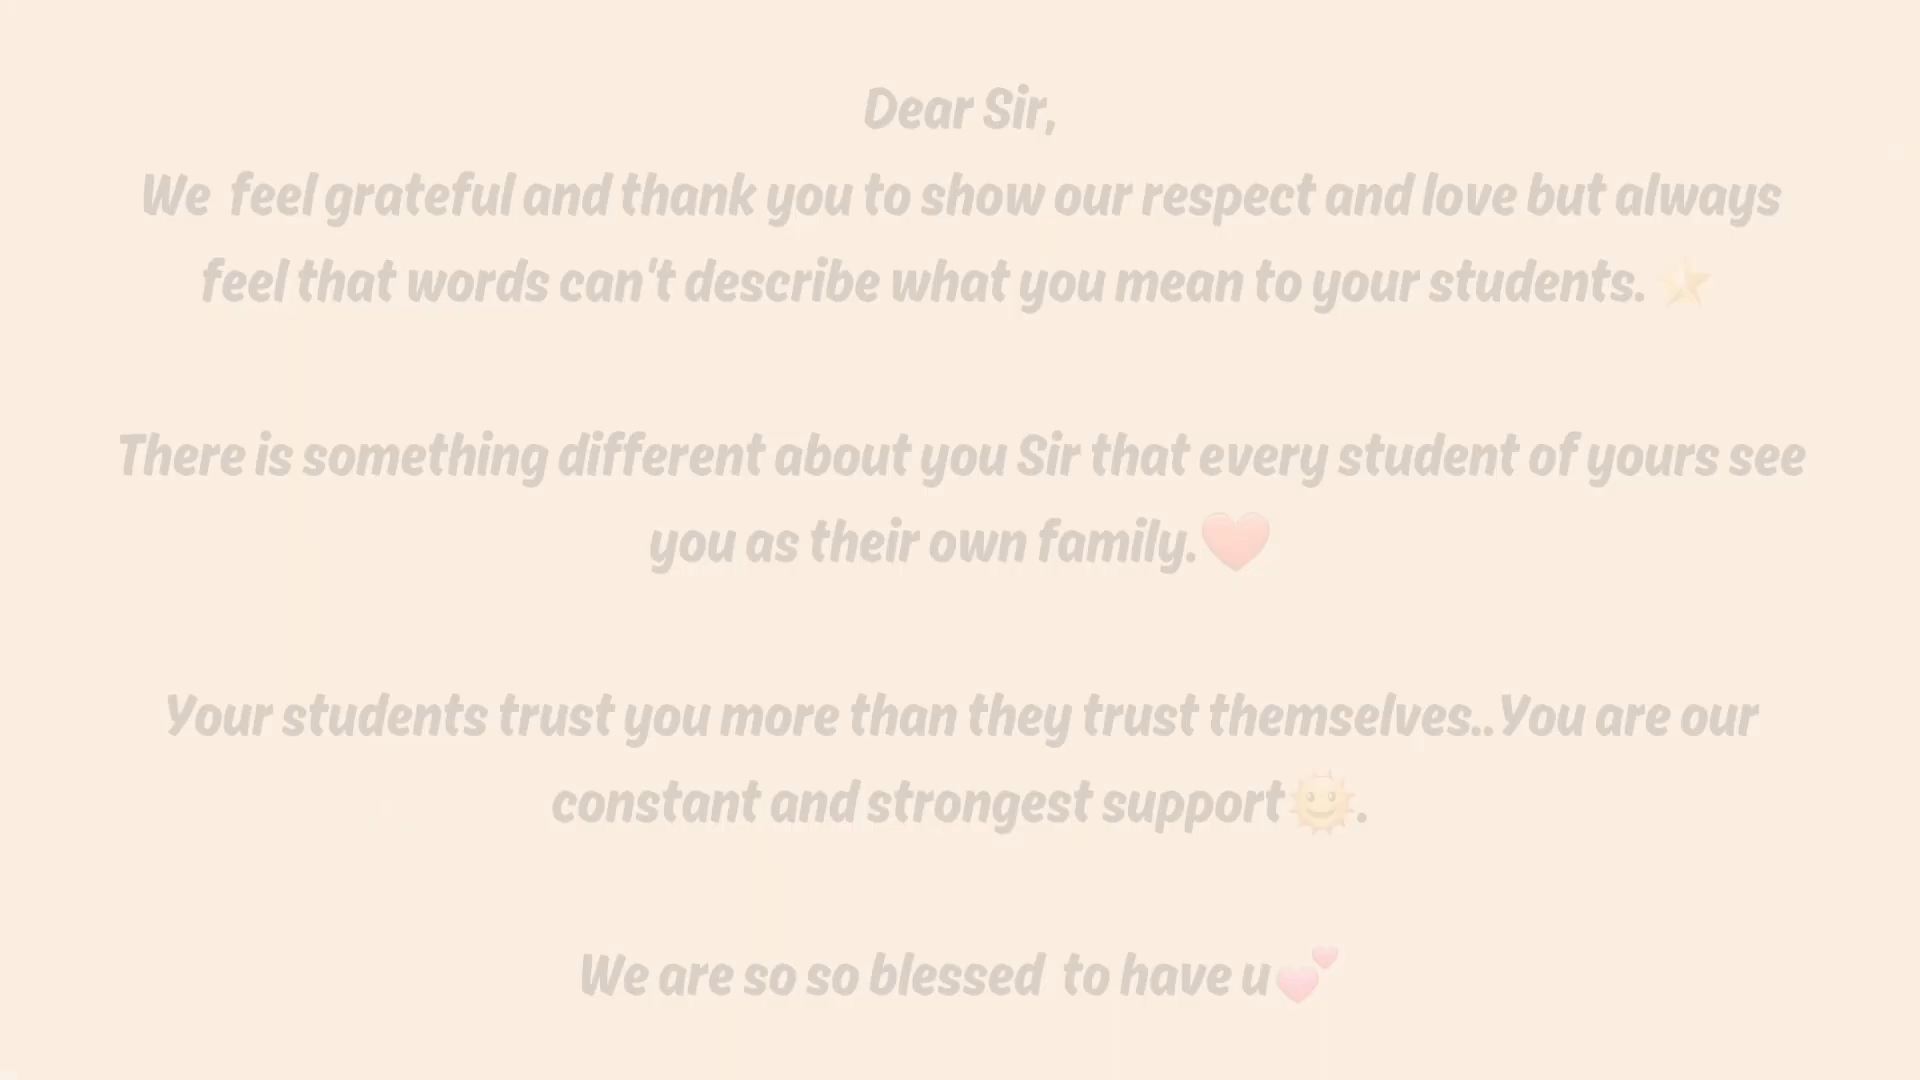 Dear Sir,
We  feel grateful and thank you to show our respect and love but always
feel that words can't describe what you mean to your students. ⭐
There is something different about you Sir that every student of yours see
you as their own family.❤️
Your students trust you more than they trust themselves..You are our
constant and strongest support🌞.
We are so so blessed  to have u💕